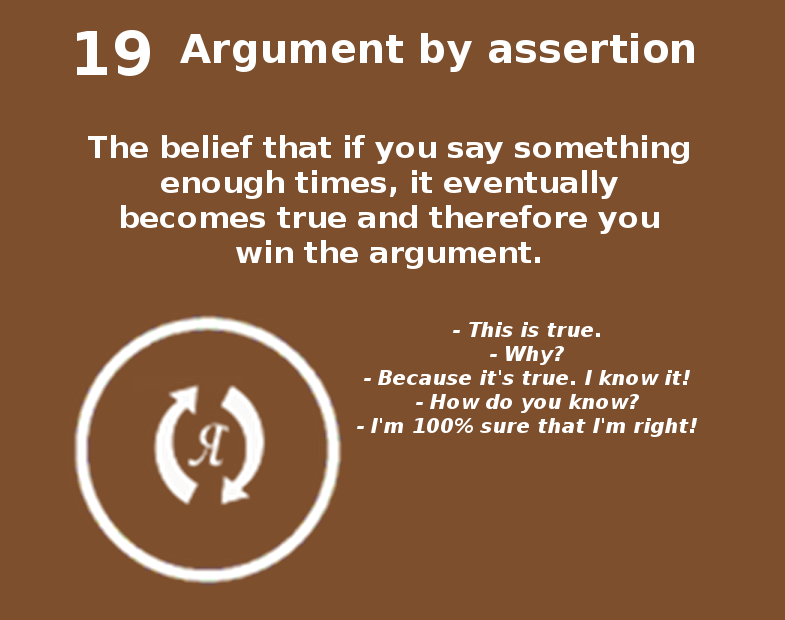 19 Argument by assertion
The belief that if you say something
enough times, it eventually
becomes true and therefore you
win the argument.
- This is true.
- Why?
- Because it's true. I know it!
- How do you know?
- I'm 100% sure that I'm right!
Я